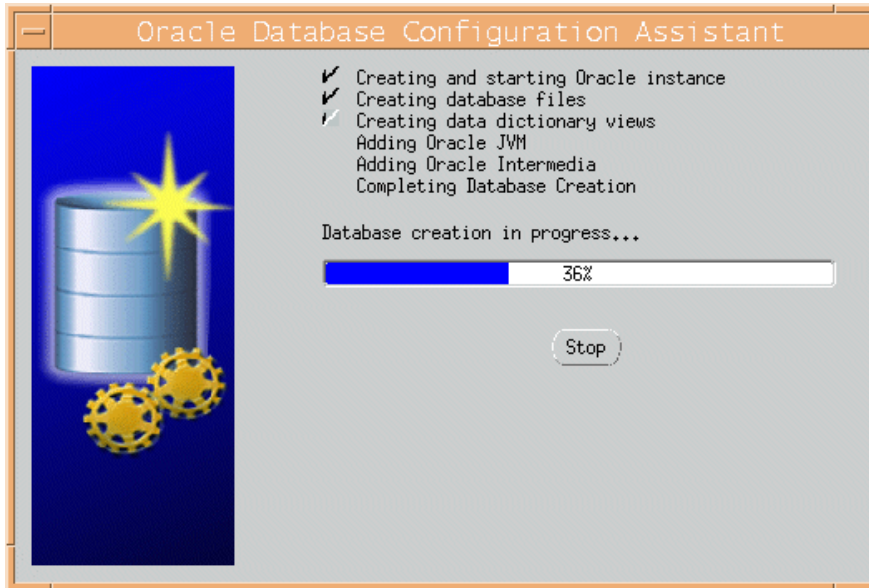 Oracle Database Configuration Assistant
Creating and starting Oracle instance
Creating database files
Creating data dictionary views
Adding Oracle JVM
Adding Oracle Intermedia
Completing Database Creation
Database creation in progress...
36%
Stop